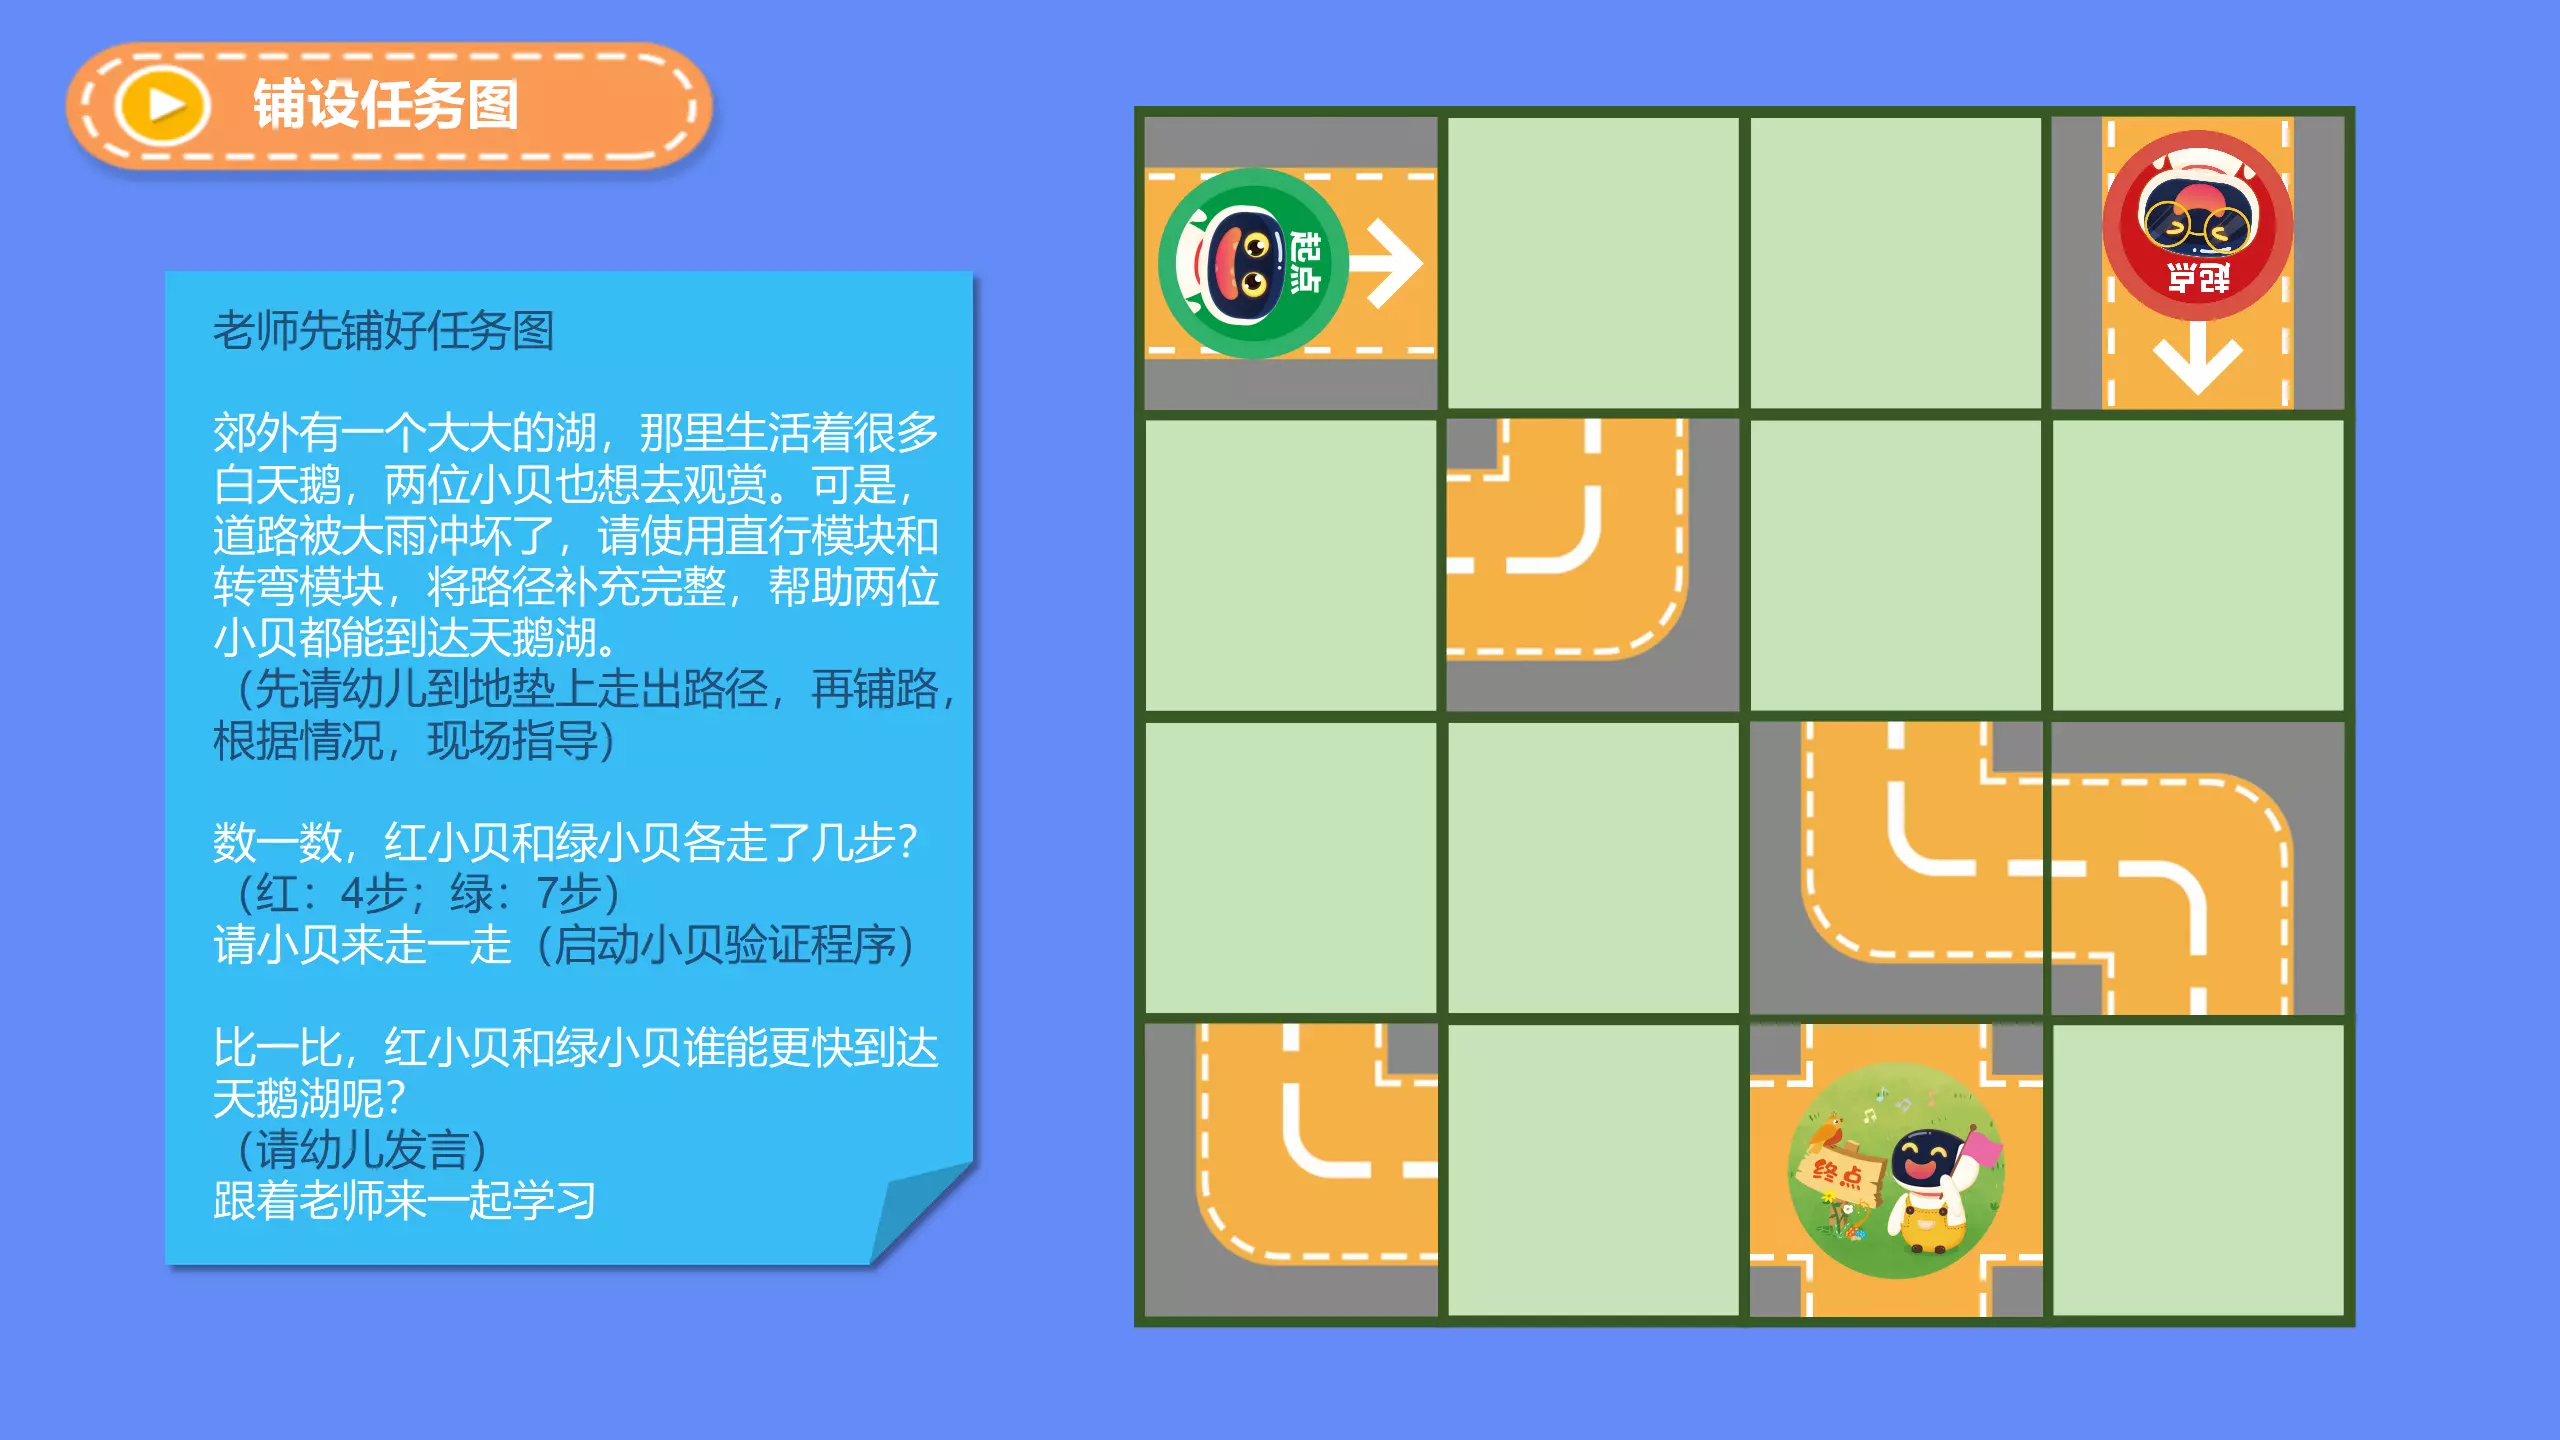 铺设任务图
老师先铺好任务图
郊外有一个大大的湖，那里生活着很多
白天鹅，两位小贝也想去观赏。可是，
道路被大雨冲坏了，请使用直行模块和
转弯模块，将路径补充完整，帮助两位
小贝都能到达天鹅湖。
（先请幼儿到地垫上走出路径，再铺路，
根据情况，现场指导）
数一数，红小贝和绿小贝各走了几步？
（红：4步；绿：7步）
请小贝来走一走（启动小贝验证程序）
比一比，红小贝和绿小贝谁能更快到达
天鹅湖呢？
（请幼儿发言）
跟着老师来一起学习
起点
起点
终点